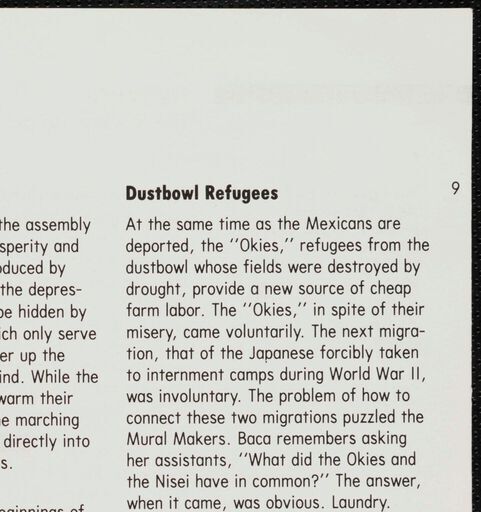 9
the assembly
sperity and
oduced by
the depres-
be hidden by
ich only serve
er up the
ind. While the
warm their
e marching
directly into
s.
eginnings of
Dustbowl Refugees
At the same time as the Mexicans are
deported, the "Okies," refugees from the
dustbowl whose fields were destroyed by
drought, provide a new source of cheap
farm labor. The "Okies," in spite of their
misery, came voluntarily. The next migra-
tion, that of the Japanese forcibly taken
to internment camps during World War II,
was involuntary. The problem of how to
connect these two migrations puzzled the
Mural Makers. Baca remembers asking
her assistants, "What did the Okies and
the Nisei have in common?" The answer,
when it came, was obvious. Laundry.